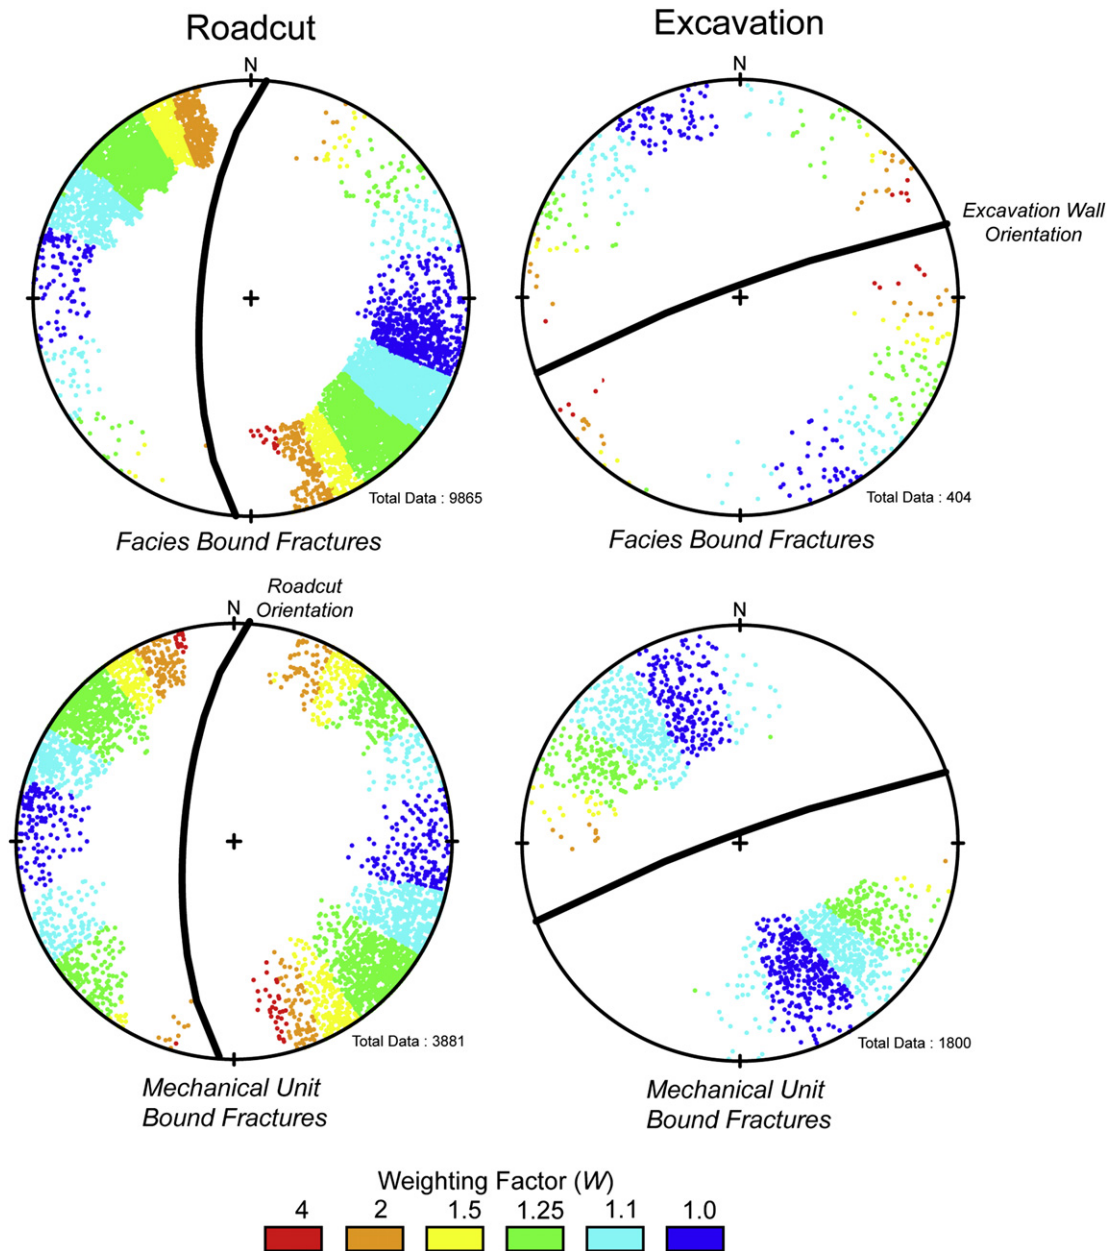 Roadcut
Excavation
N
N
Excavation Wall
Orientation
Total Data : 9865
Total Data : 404
Facies Bound Fractures
Facies Bound Fractures
Roadcut
Orientation
N
N
Total Data : 3881
Total Data : 1800
Mechanical Unit
Bound Fractures
Mechanical Unit
Bound Fractures
Weighting Factor (W)
4 2 1.5 1.25 1.1 1.0